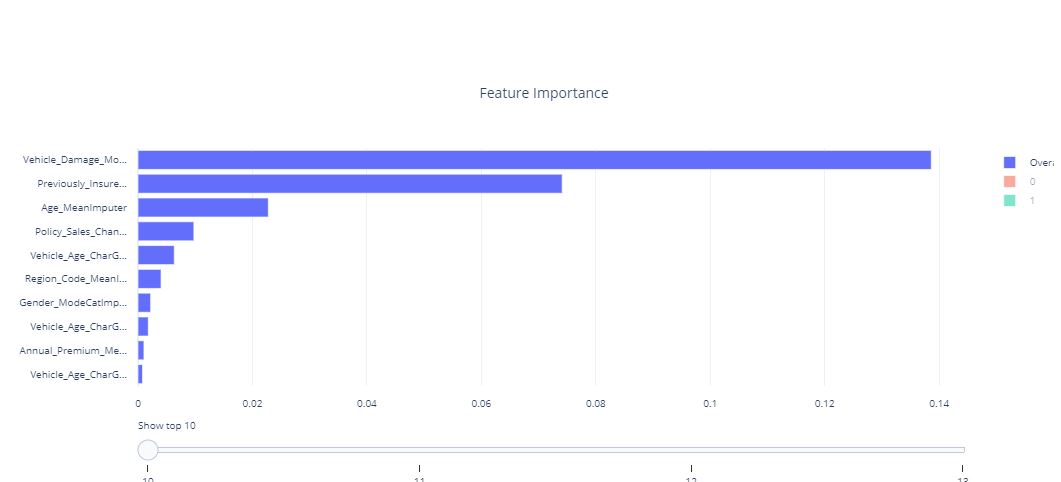 Feature Importance
Vehicle_Damage_Mo...
Previously_Insure...
Age_MeanImputer
Policy_Sales_Chan...
Vehicle_Age_CharG...
Region_Code_MeanI...
Gender_ModeCatImp...
Vehicle_Age_CharG...
Annual_Premium_Me...
Vehicle_Age_CharG...
0 0.02 0.04 0.06 0.08 0.1 0.12 0.14
Overa
0
1
Show top 10
10 11 12 13